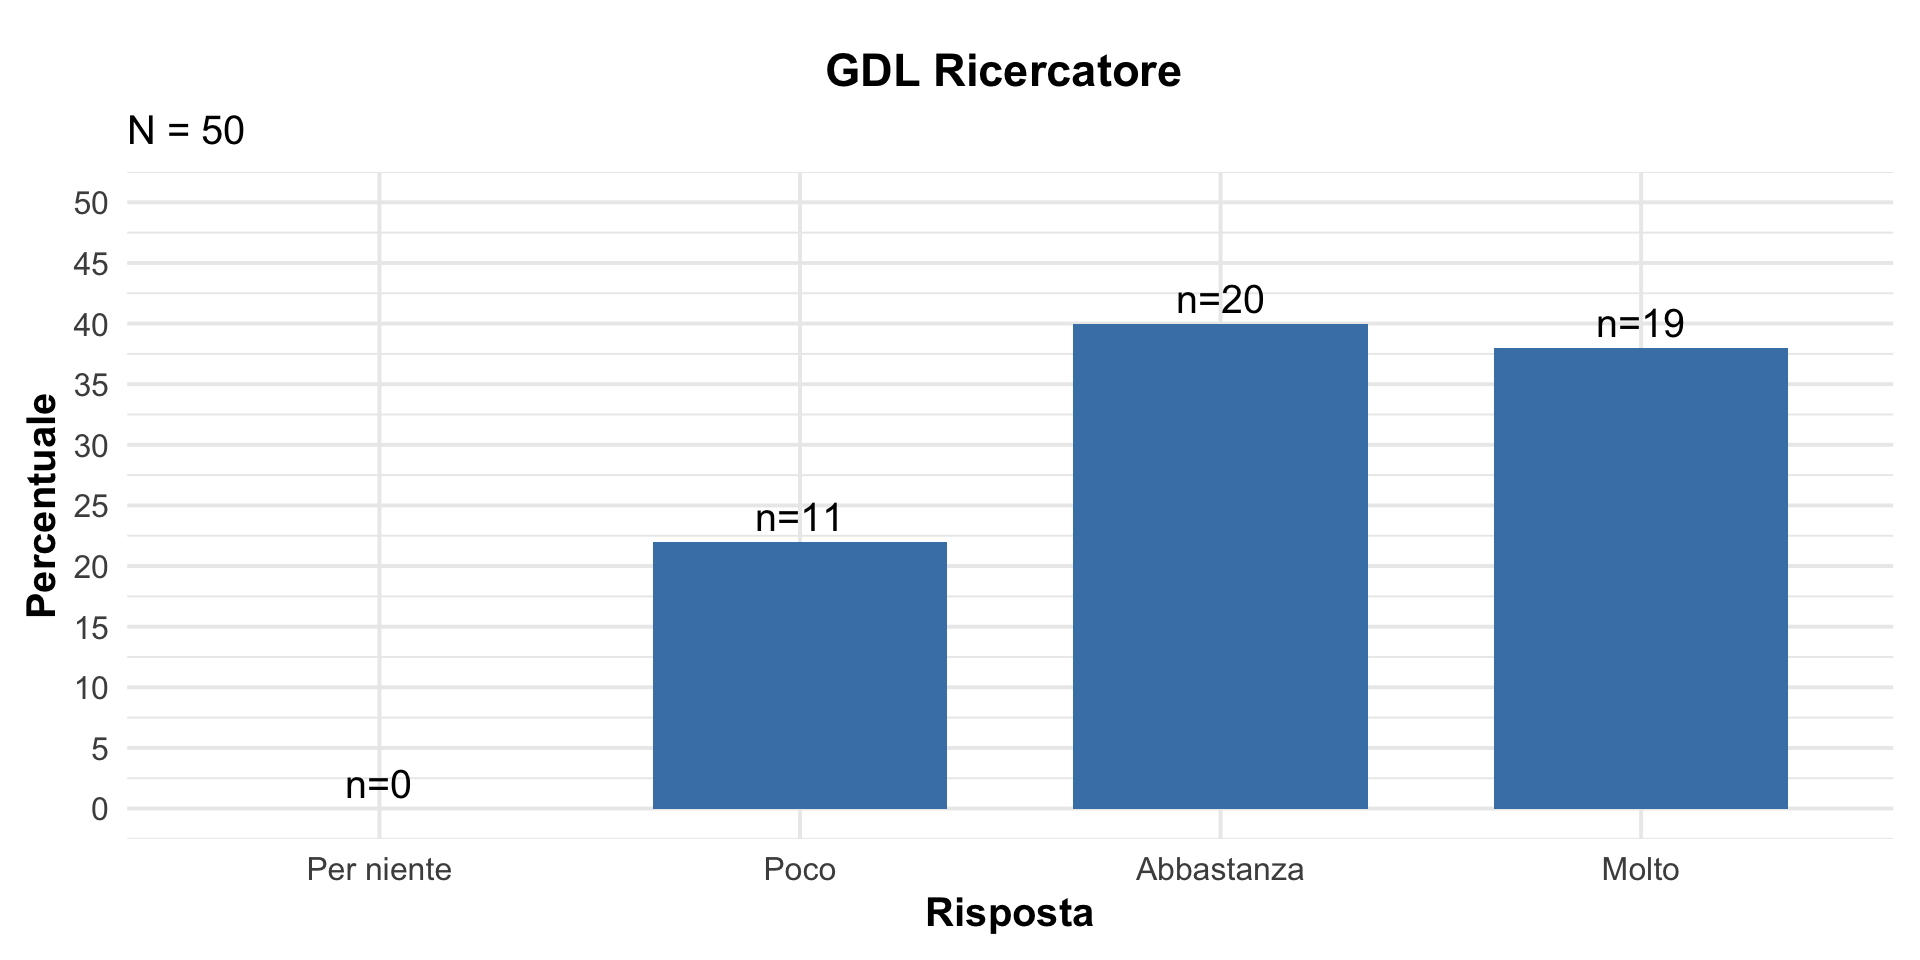 GDL Ricercatore
N = 50
Percentuale
50
45
40
35
30
25
20
15
10
5
0
n=0
n=11
n=20
n=19
Per niente
Poco
Abbastanza
Molto
Risposta